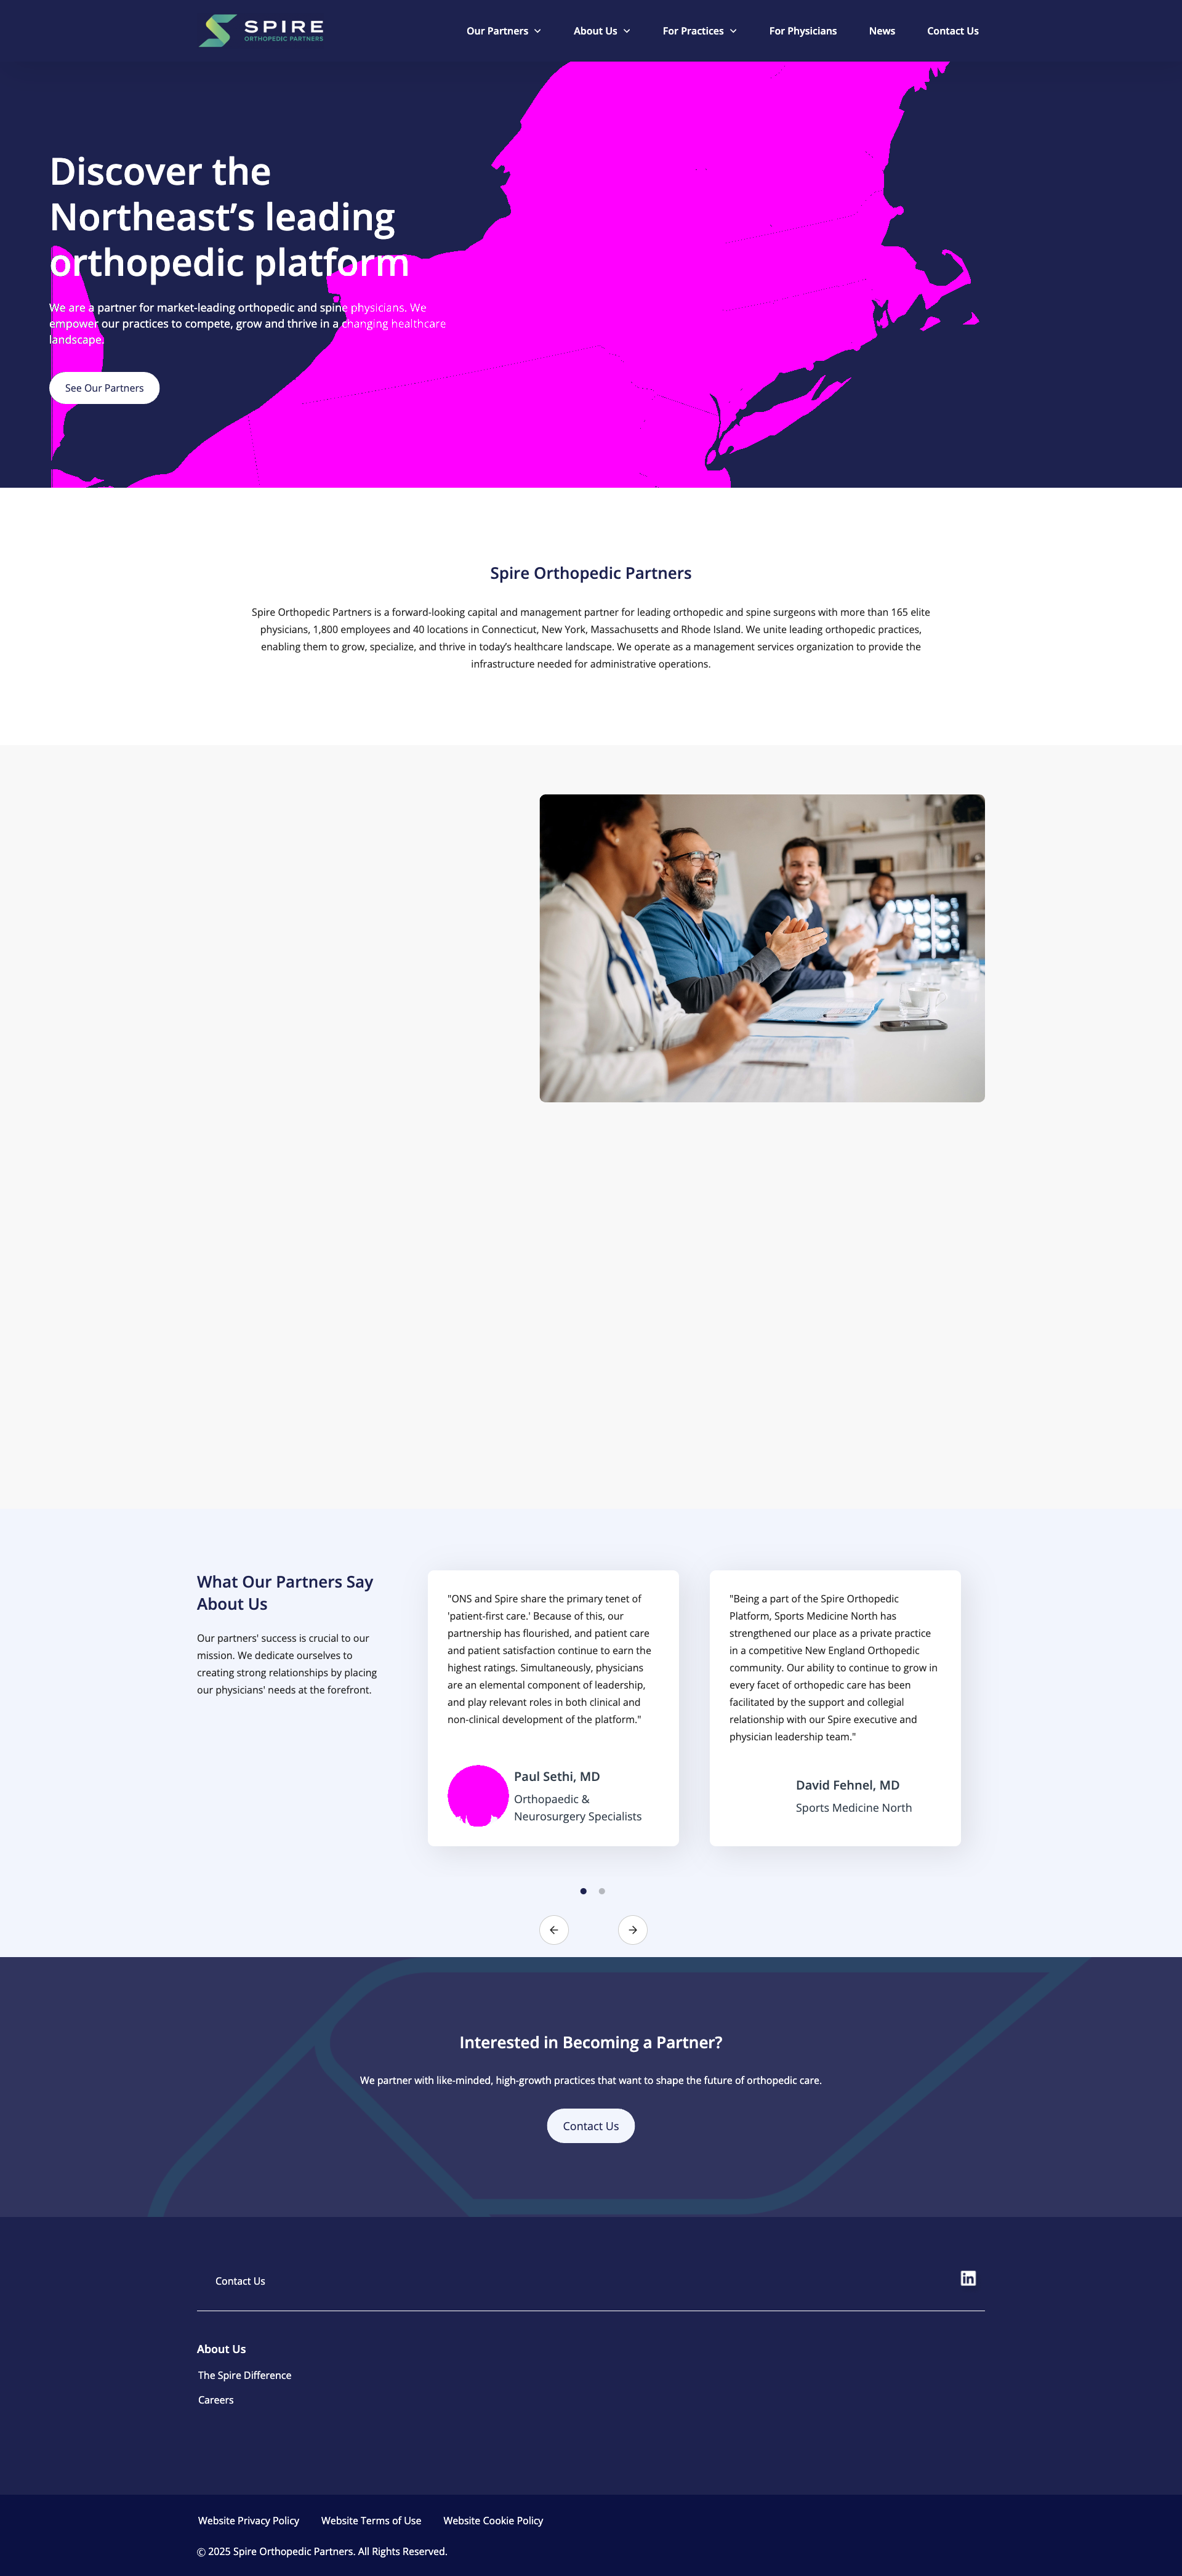 SPIRE
ORTHOPEDIC PARTNERS
Our Partners
About Us
For Practices
For Physicians
News
Contact Us
Discover the
Northeast’s leading
orthopedic platform
We are a partner for market-leading orthopedic and spine physicians. We
empower our practices to compete, grow and thrive in a changing healthcare
landscape.
See Our Partners
Spire Orthopedic Partners
Spire Orthopedic Partners is a forward-looking capital and management partner for leading orthopedic and spine surgeons with more than 165 elite
physicians, 1,800 employees and 40 locations in Connecticut, New York, Massachusetts and Rhode Island. We unite leading orthopedic practices,
enabling them to grow, specialize, and thrive in today’s healthcare landscape. We operate as a management services organization to provide the
infrastructure needed for administrative operations.
What Our Partners Say
About Us
Our partners' success is crucial to our
mission. We dedicate ourselves to
creating strong relationships by placing
our physicians' needs at the forefront.
"ONS and Spire share the primary tenet of
'patient-first care.' Because of this, our
partnership has flourished, and patient care
and patient satisfaction continue to earn the
highest ratings. Simultaneously, physicians
are an elemental component of leadership,
and play relevant roles in both clinical and
non-clinical development of the platform."
Paul Sethi, MD
Orthopaedic &
Neurosurgery Specialists
"Being a part of the Spire Orthopedic
Platform, Sports Medicine North has
strengthened our place as a private practice
in a competitive New England Orthopedic
community. Our ability to continue to grow in
every facet of orthopedic care has been
facilitated by the support and collegial
relationship with our Spire executive and
physician leadership team."
David Fehnel, MD
Sports Medicine North
Interested in Becoming a Partner?
We partner with like-minded, high-growth practices that want to shape the future of orthopedic care.
Contact Us
Contact Us
in
About Us
The Spire Difference
Careers
Website Privacy Policy
Website Terms of Use
Website Cookie Policy
© 2025 Spire Orthopedic Partners. All Rights Reserved.